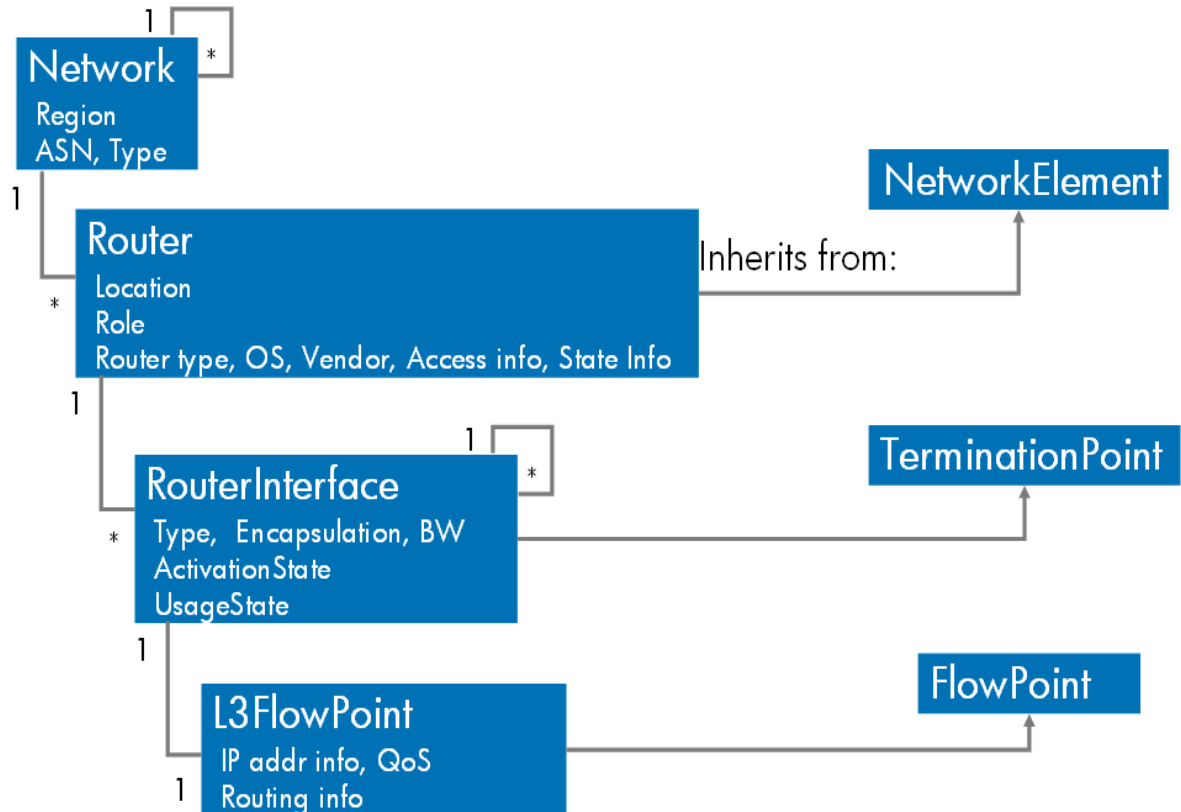 1
*
Network
Region
ASN, Type
1
NetworkElement
Router
Inherits from:
Location
*
Role
Router type, OS, Vendor, Access info, State Info
1
1
TerminationPoint
*
RouterInterface
Type, Encapsulation, BW
*
ActivationState
UsageState
1
FlowPoint
L3FlowPoint
IP addr info, QoS
1
Routing info